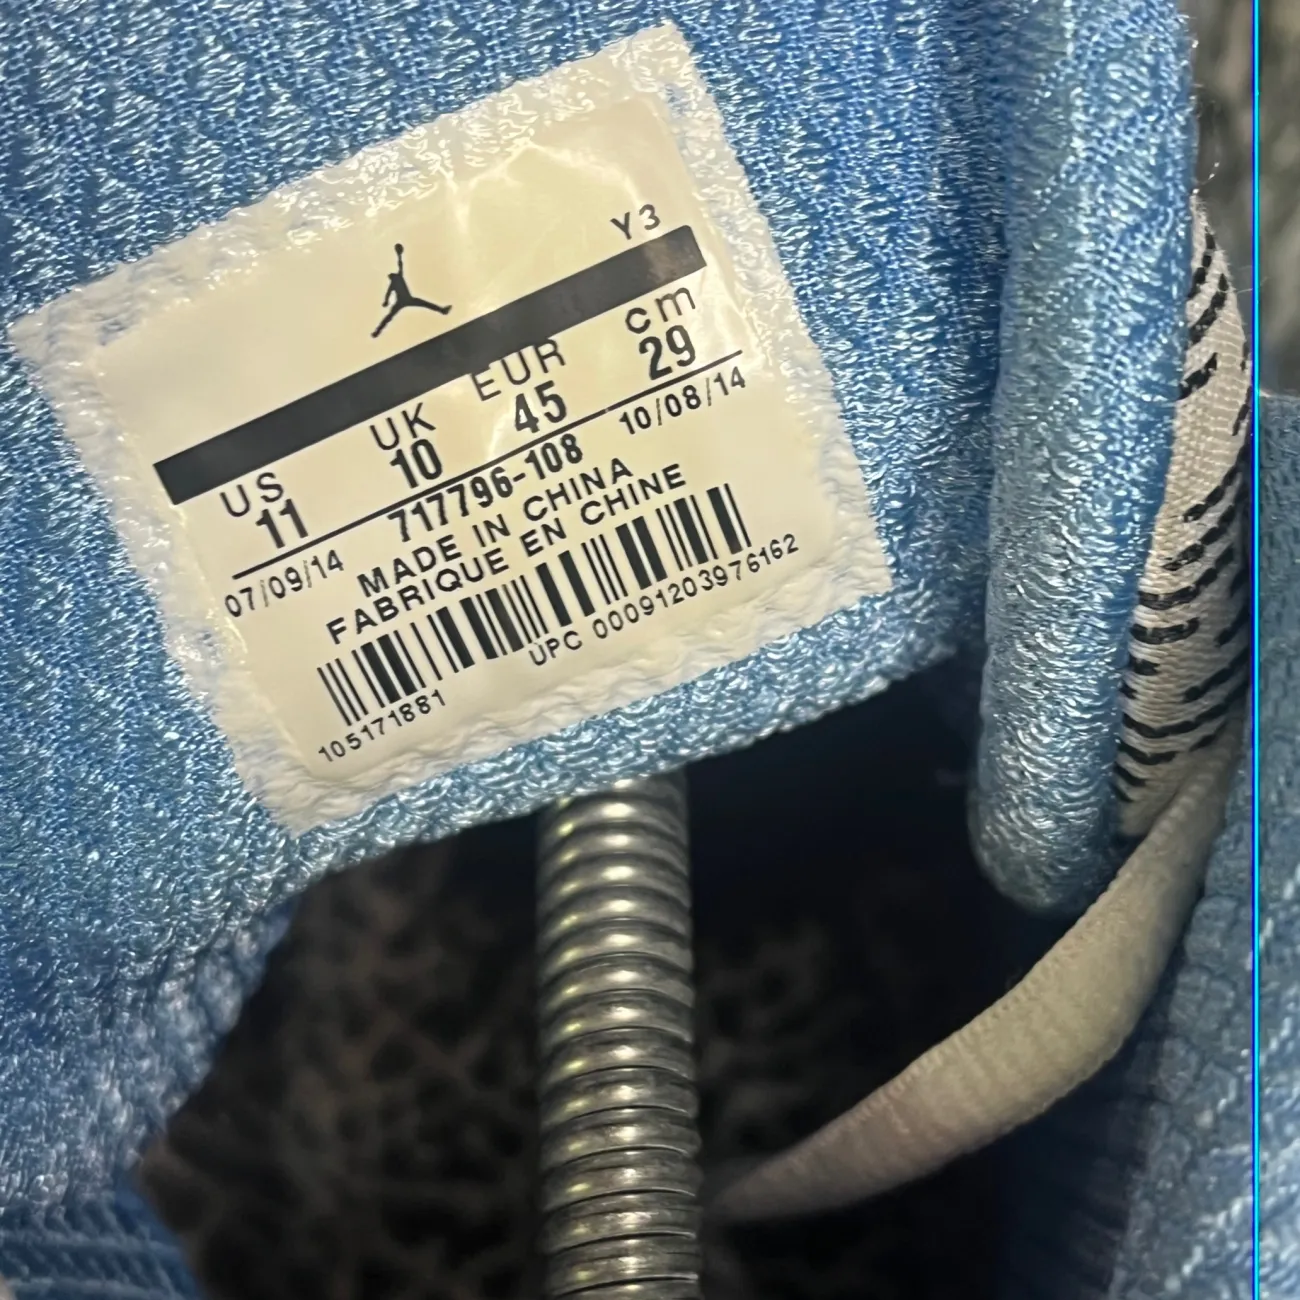 Y3
US UK EUR cm
11 10 45 29
07/09/14 717796-108 10/08/14
MADE IN CHINA
FABRIQUE EN CHINE
UPC 00091203976162
105171881